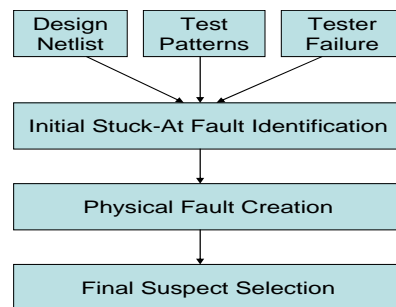 Design
Netlist
Test
Patterns
Tester
Failure
Initial Stuck-At Fault Identification
Physical Fault Creation
Final Suspect Selection